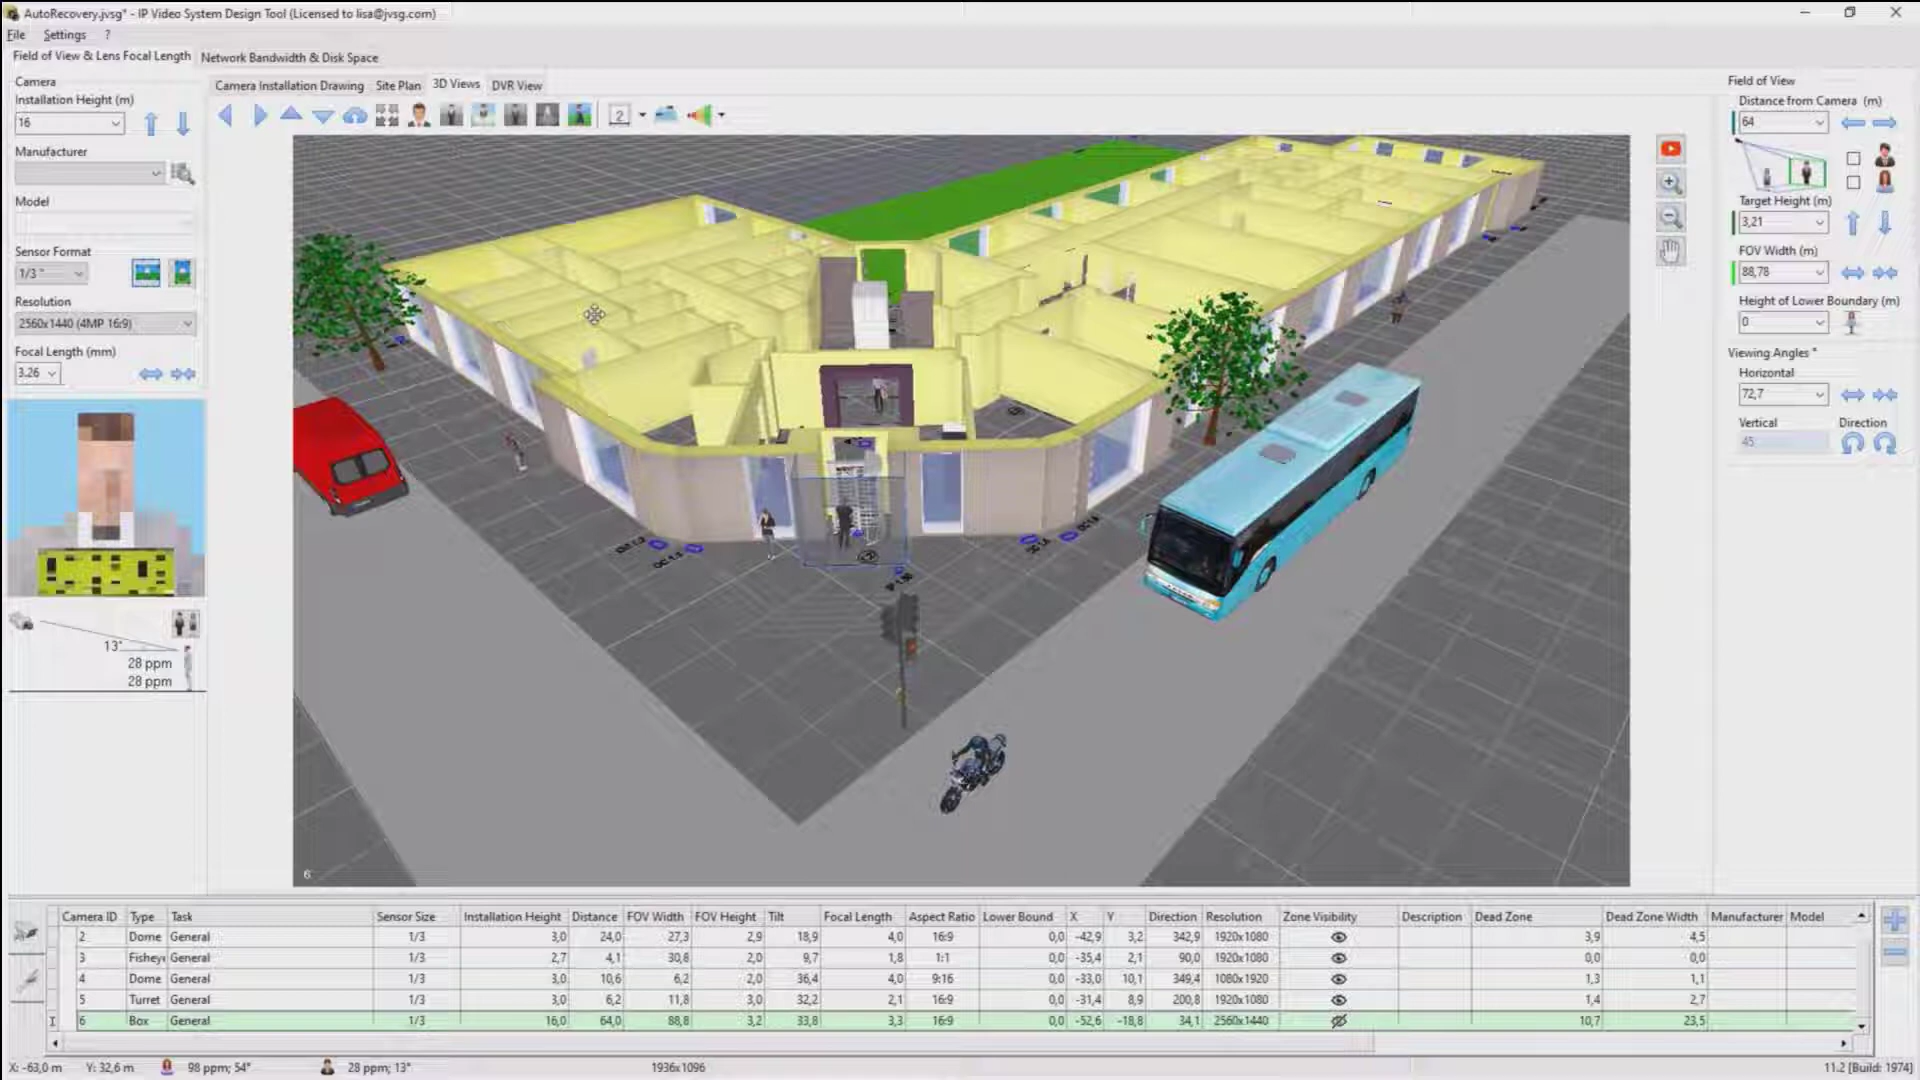 AutoRecovery.jvsg* - IP Video System Design Tool (Licensed to lisa@jvsg.com)
File Settings ?
Field of View & Lens Focal Length Network Bandwidth & Disk Space
Camera
Installation Height (m)
16
Manufacturer
Model
Sensor Format
1/3 "
Resolution
2560x1440 (4MP 16:9)
Focal Length (mm)
3.26
13°
28 ppm
28 ppm
Camera Installation Drawing Site Plan 3D Views DVR View
2
6
Field of View
Distance from Camera (m)
64
Target Height (m)
3,21
FOV Width (m)
88,78
Height of Lower Boundary (m)
0
Viewing Angles °
Horizontal
72,7
Vertical Direction
45
Camera ID Type Task Sensor Size Installation Height Distance FOV Width FOV Height Tilt Focal Length Aspect Ratio Lower Bound X Y Direction Resolution Zone Visibility Description Dead Zone Dead Zone Width Manufacturer Model
2 Dome General 1/3 3,0 24,0 27,3 2,9 18,9 4,0 16:9 0,0 -42,9 3,2 342,9 1920x1080 3,9 4,5
3 Fisheye General 1/3 2,7 4,1 30,8 2,0 9,7 1,8 1:1 0,0 -35,4 2,1 90,0 1920x1080 0,0 0,0
4 Dome General 1/3 3,0 10,6 6,2 2,0 36,4 4,0 9:16 0,0 -33,0 10,1 349,4 1080x1920 1,3 1,1
5 Turret General 1/3 3,0 6,2 11,8 3,0 32,2 2,1 16:9 0,0 -31,4 8,9 200,8 1920x1080 1,4 2,7
6 Box General 1/3 16,0 64,0 88,8 3,2 33,8 3,3 16:9 0,0 -52,6 -18,8 34,1 2560x1440 10,7 23,5
X: -63,0 m Y: 32,6 m 98 ppm; 54° 28 ppm; 13° 1936x1096 11.2 [Build: 1974]